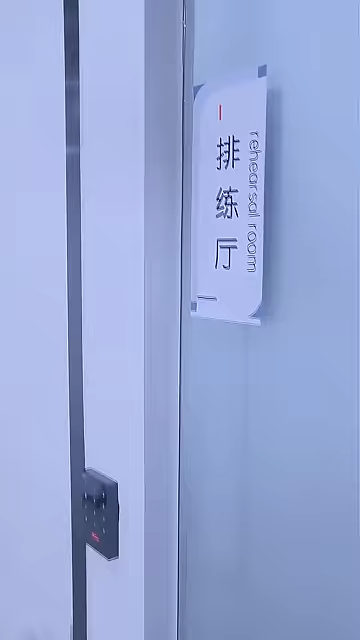 排练厅
rehearsal room